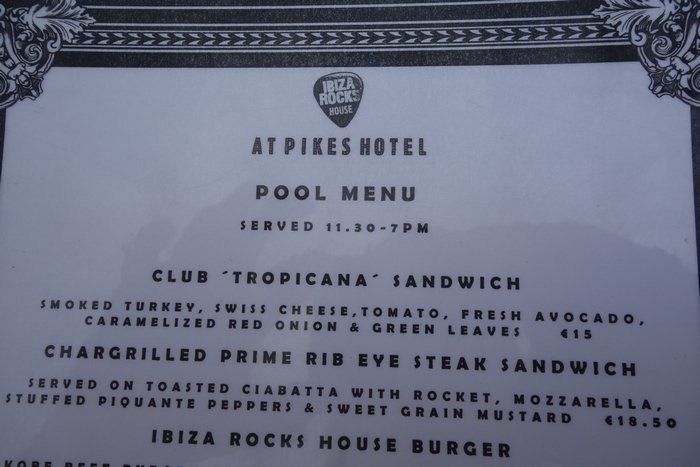 IBIZA
ROCKS
HOUSE
AT PIKES HOTEL
POOL MENU
SERVED 11.30-7PM
CLUB ´TROPICANA´ SANDWICH
SMOKED TURKEY, SWISS CHEESE,TOMATO, FRESH AVOCADO,
CARAMELIZED RED ONION & GREEN LEAVES €15
CHARGRILLED PRIME RIB EYE STEAK SANDWICH
SERVED ON TOASTED CIABATTA WITH ROCKET, MOZZARELLA,
STUFFED PIQUANTE PEPPERS & SWEET GRAIN MUSTARD €18.50
IBIZA ROCKS HOUSE BURGER
KOBE BEEF